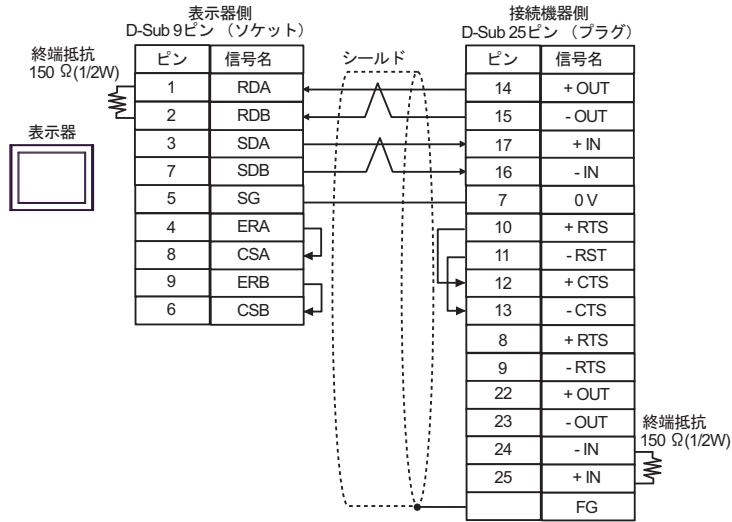 表示器側
D-Sub 9ピン (ソケット)
接続機器側
D-Sub 25ピン (プラグ)
終端抵抗
150 Ω(1/2W)
表示器
シールド
ピン 信号名
1 RDA
2 RDB
3 SDA
7 SDB
5 SG
4 ERA
8 CSA
9 ERB
6 CSB
ピン 信号名
14 + OUT
15 - OUT
17 + IN
16 - IN
7 0 V
10 + RTS
11 - RST
12 + CTS
13 - CTS
8 + RTS
9 - RTS
22 + OUT
23 - OUT
24 - IN
25 + IN
FG
終端抵抗
150 Ω(1/2W)